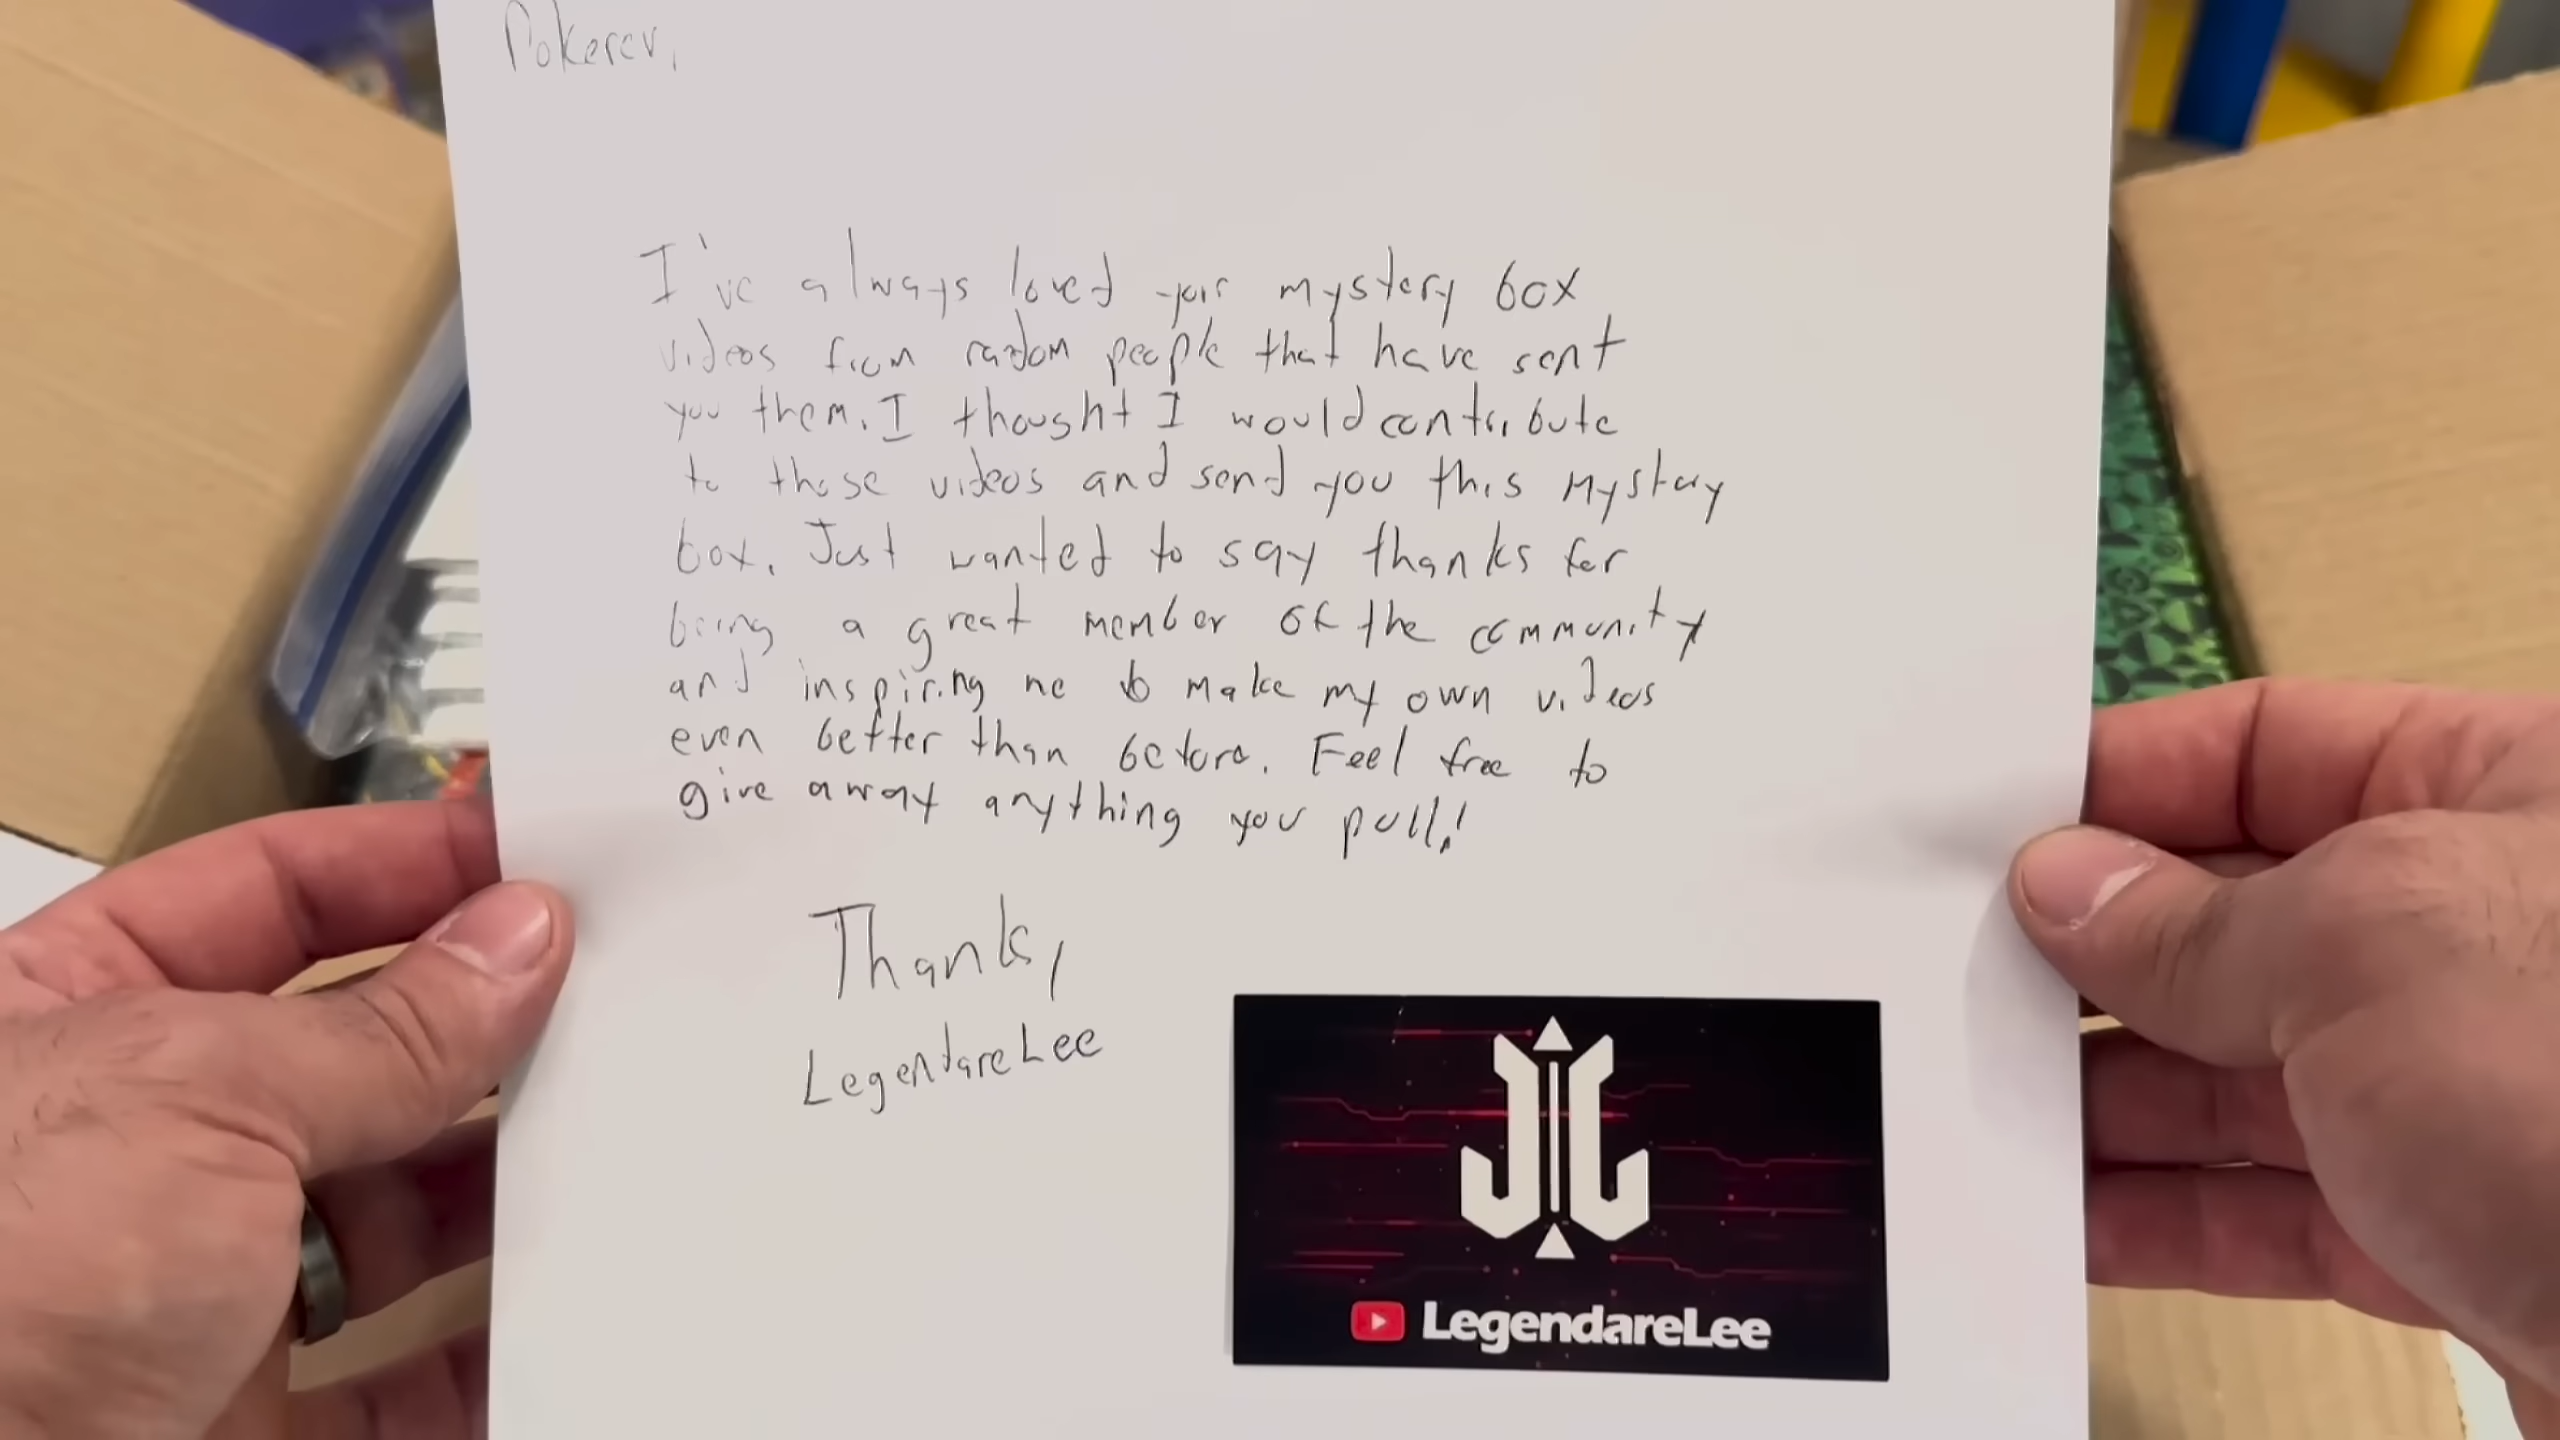 Pokerev,
I've always loved your mystery box
videos from radom people that have sent
you them. I thought I would contribute
to those videos and send you this mystery
box. Just wanted to say thanks for
being a great member of the community
and inspiring me to make my own videos
even better than before. Feel free to
give away anything you pull!
Thanks,
LegendareLee
LegendareLee